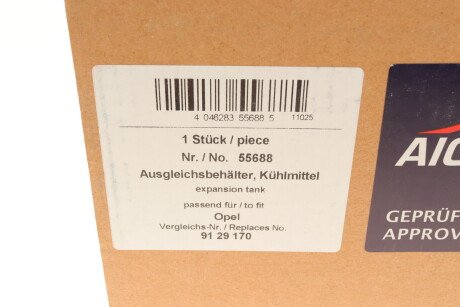 4 046283 55688 5 11025
1 Stück / piece
Nr. / No. 55688
Ausgleichsbehälter, Kühlmittel
expansion tank
passend für / to fit
Opel
Vergleichs-Nr. / Replaces No.
91 29 170
GEPRÜF
APPROV